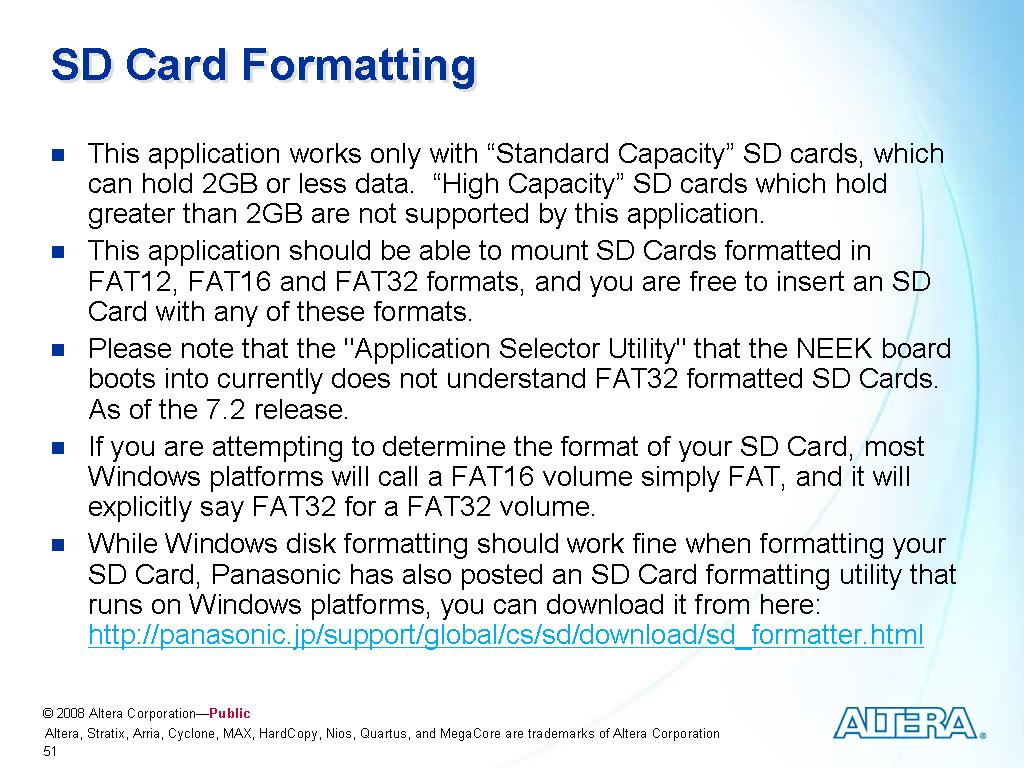 SD Card Formatting
This application works only with “Standard Capacity” SD cards, which
can hold 2GB or less data.  “High Capacity” SD cards which hold
greater than 2GB are not supported by this application.
This application should be able to mount SD Cards formatted in
FAT12, FAT16 and FAT32 formats, and you are free to insert an SD
Card with any of these formats.
Please note that the "Application Selector Utility" that the NEEK board
boots into currently does not understand FAT32 formatted SD Cards.
As of the 7.2 release.
If you are attempting to determine the format of your SD Card, most
Windows platforms will call a FAT16 volume simply FAT, and it will
explicitly say FAT32 for a FAT32 volume.
While Windows disk formatting should work fine when formatting your
SD Card, Panasonic has also posted an SD Card formatting utility that
runs on Windows platforms, you can download it from here:
http://panasonic.jp/support/global/cs/sd/download/sd_formatter.html
© 2008 Altera Corporation—Public
Altera, Stratix, Arria, Cyclone, MAX, HardCopy, Nios, Quartus, and MegaCore are trademarks of Altera Corporation
51
ALTERA®